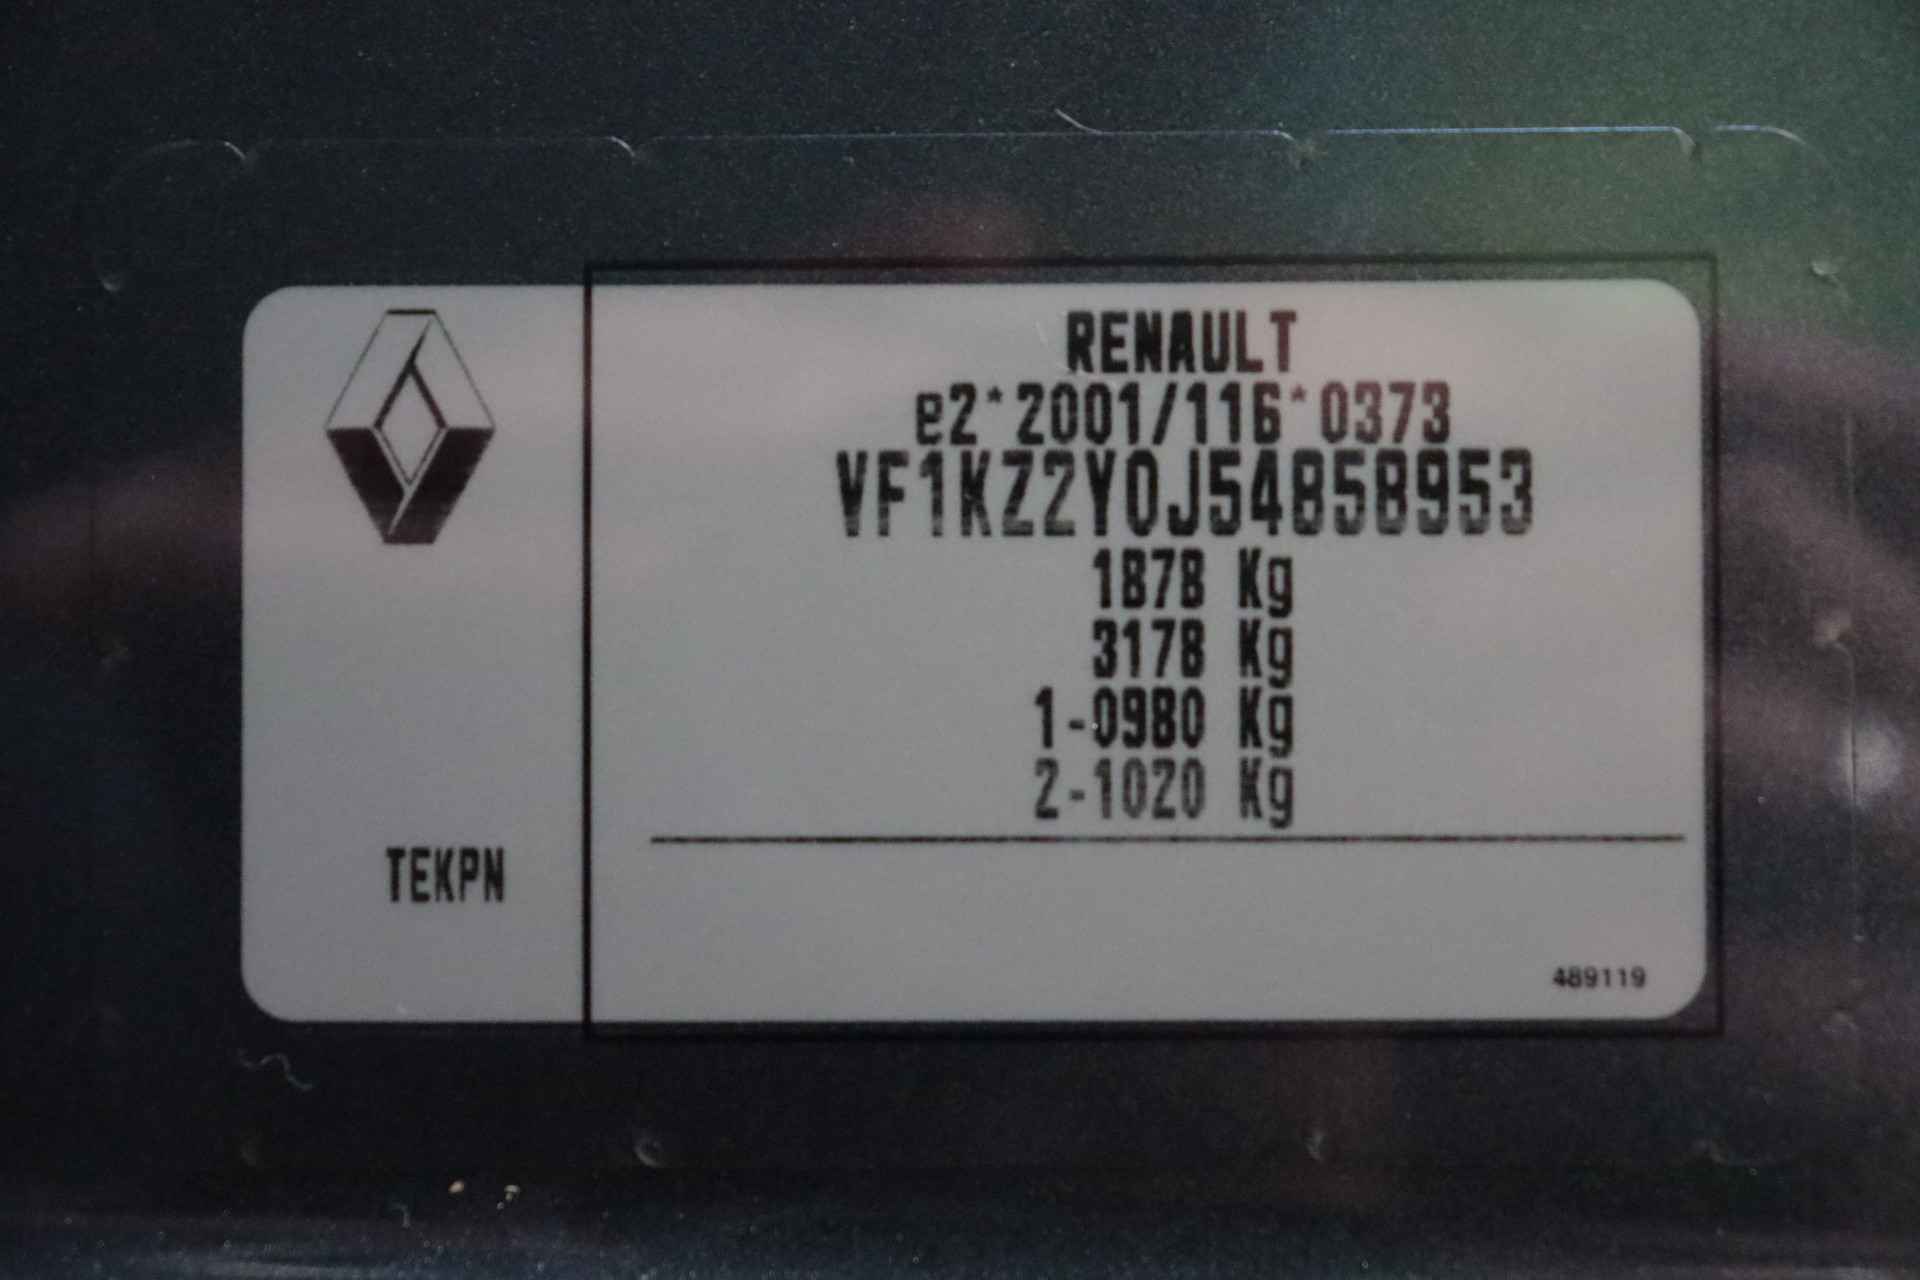 RENAULT
e2*2001/116*0373
VF1KZ2Y0J54858953
1878 Kg
3178 Kg
1-0980 Kg
2-1020 Kg
TEKPN
489119